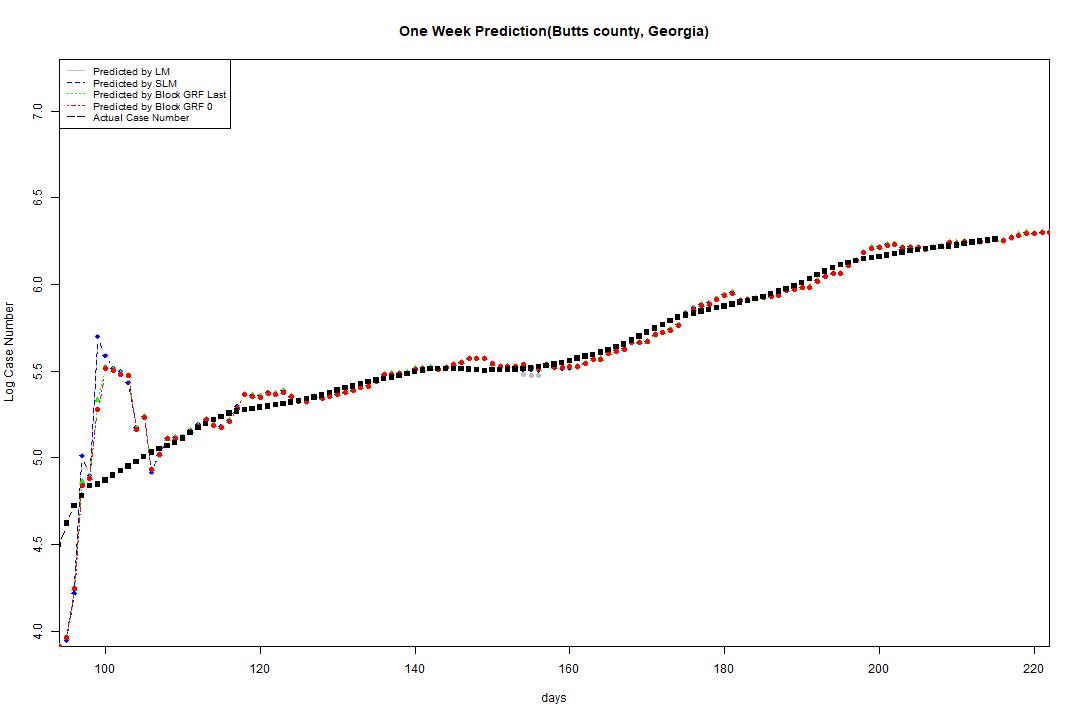 One Week Prediction(Butts county, Georgia)
Predicted by LM
Predicted by SLM
Predicted by Block GRF Last
Predicted by Block GRF 0
Actual Case Number
7.0
6.5
6.0
5.5
5.0
4.5
4.0
Log Case Number
100 120 140 160 180 200 220
days